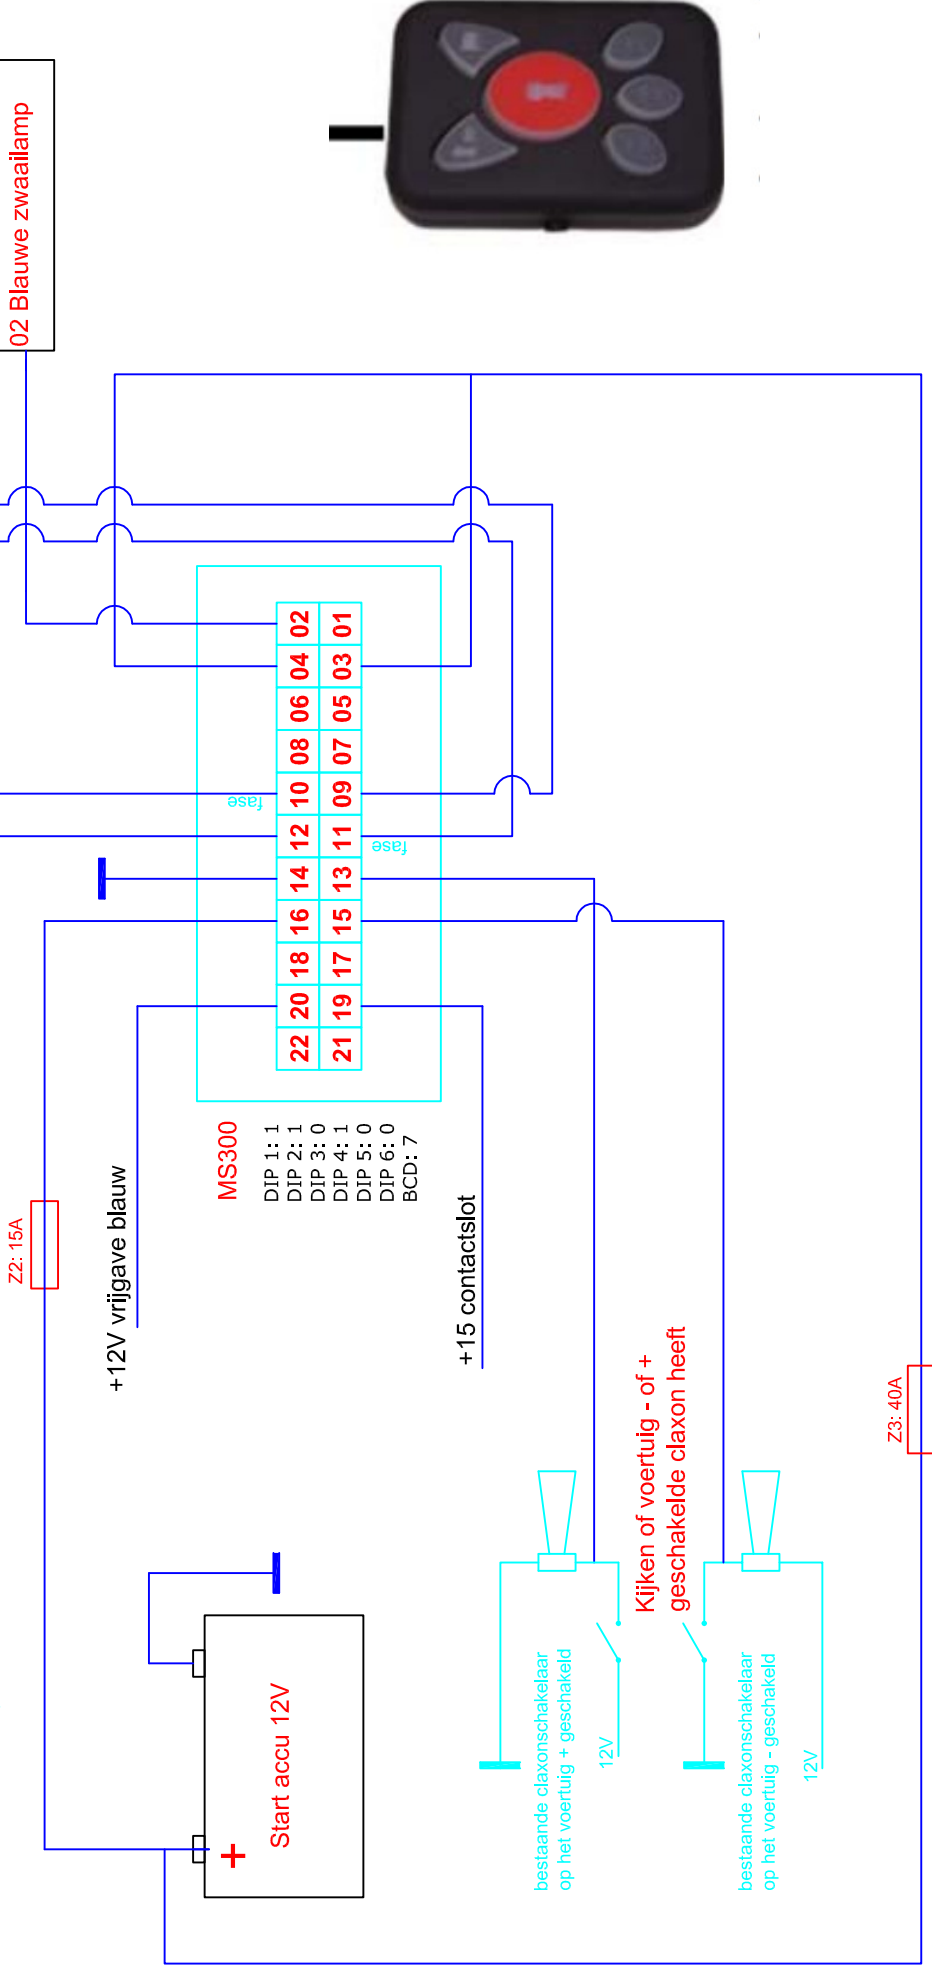 02 Blauwe zwaailamp
02 04 06 08 10 12 14 16 18 20 22
01 03 05 07 09 11 13 15 17 19 21
fase
fase
MS300
DIP 1: 1
DIP 2: 1
DIP 3: 0
DIP 4: 1
DIP 5: 0
DIP 6: 0
BCD: 7
Z2: 15A
+12V vrijgave blauw
+15 contactslot
Z3: 40A
Kijken of voertuig - of +
geschakelde claxon heeft
Start accu 12V
+
bestaande claxonschakelaar
op het voertuig + geschakeld
12V
bestaande claxonschakelaar
op het voertuig - geschakeld
12V